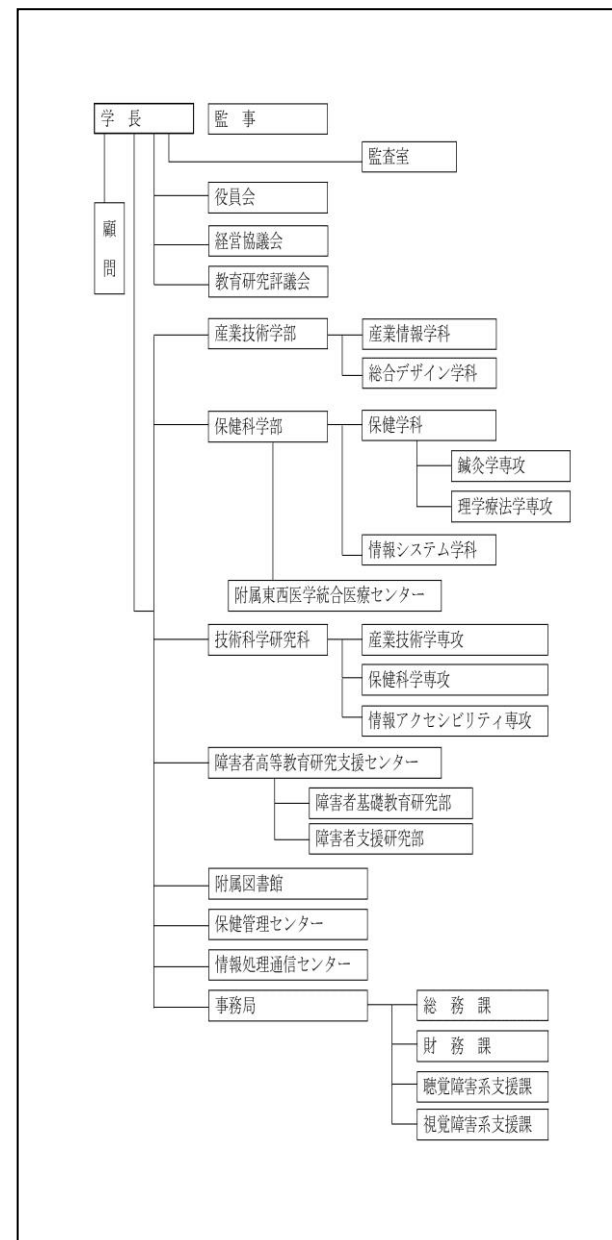 学長
監事
監査室
顧問
役員会
経営協議会
教育研究評議会
産業技術学部
産業情報学科
総合デザイン学科
保健科学部
保健学科
鍼灸学専攻
理学療法学専攻
情報システム学科
附属東西医学統合医療センター
技術科学研究科
産業技術学専攻
保健科学専攻
情報アクセシビリティ専攻
障害者高等教育研究支援センター
障害者基礎教育研究部
障害者支援研究部
附属図書館
保健管理センター
情報処理通信センター
事務局
総務課
財務課
聴覚障害系支援課
視覚障害系支援課